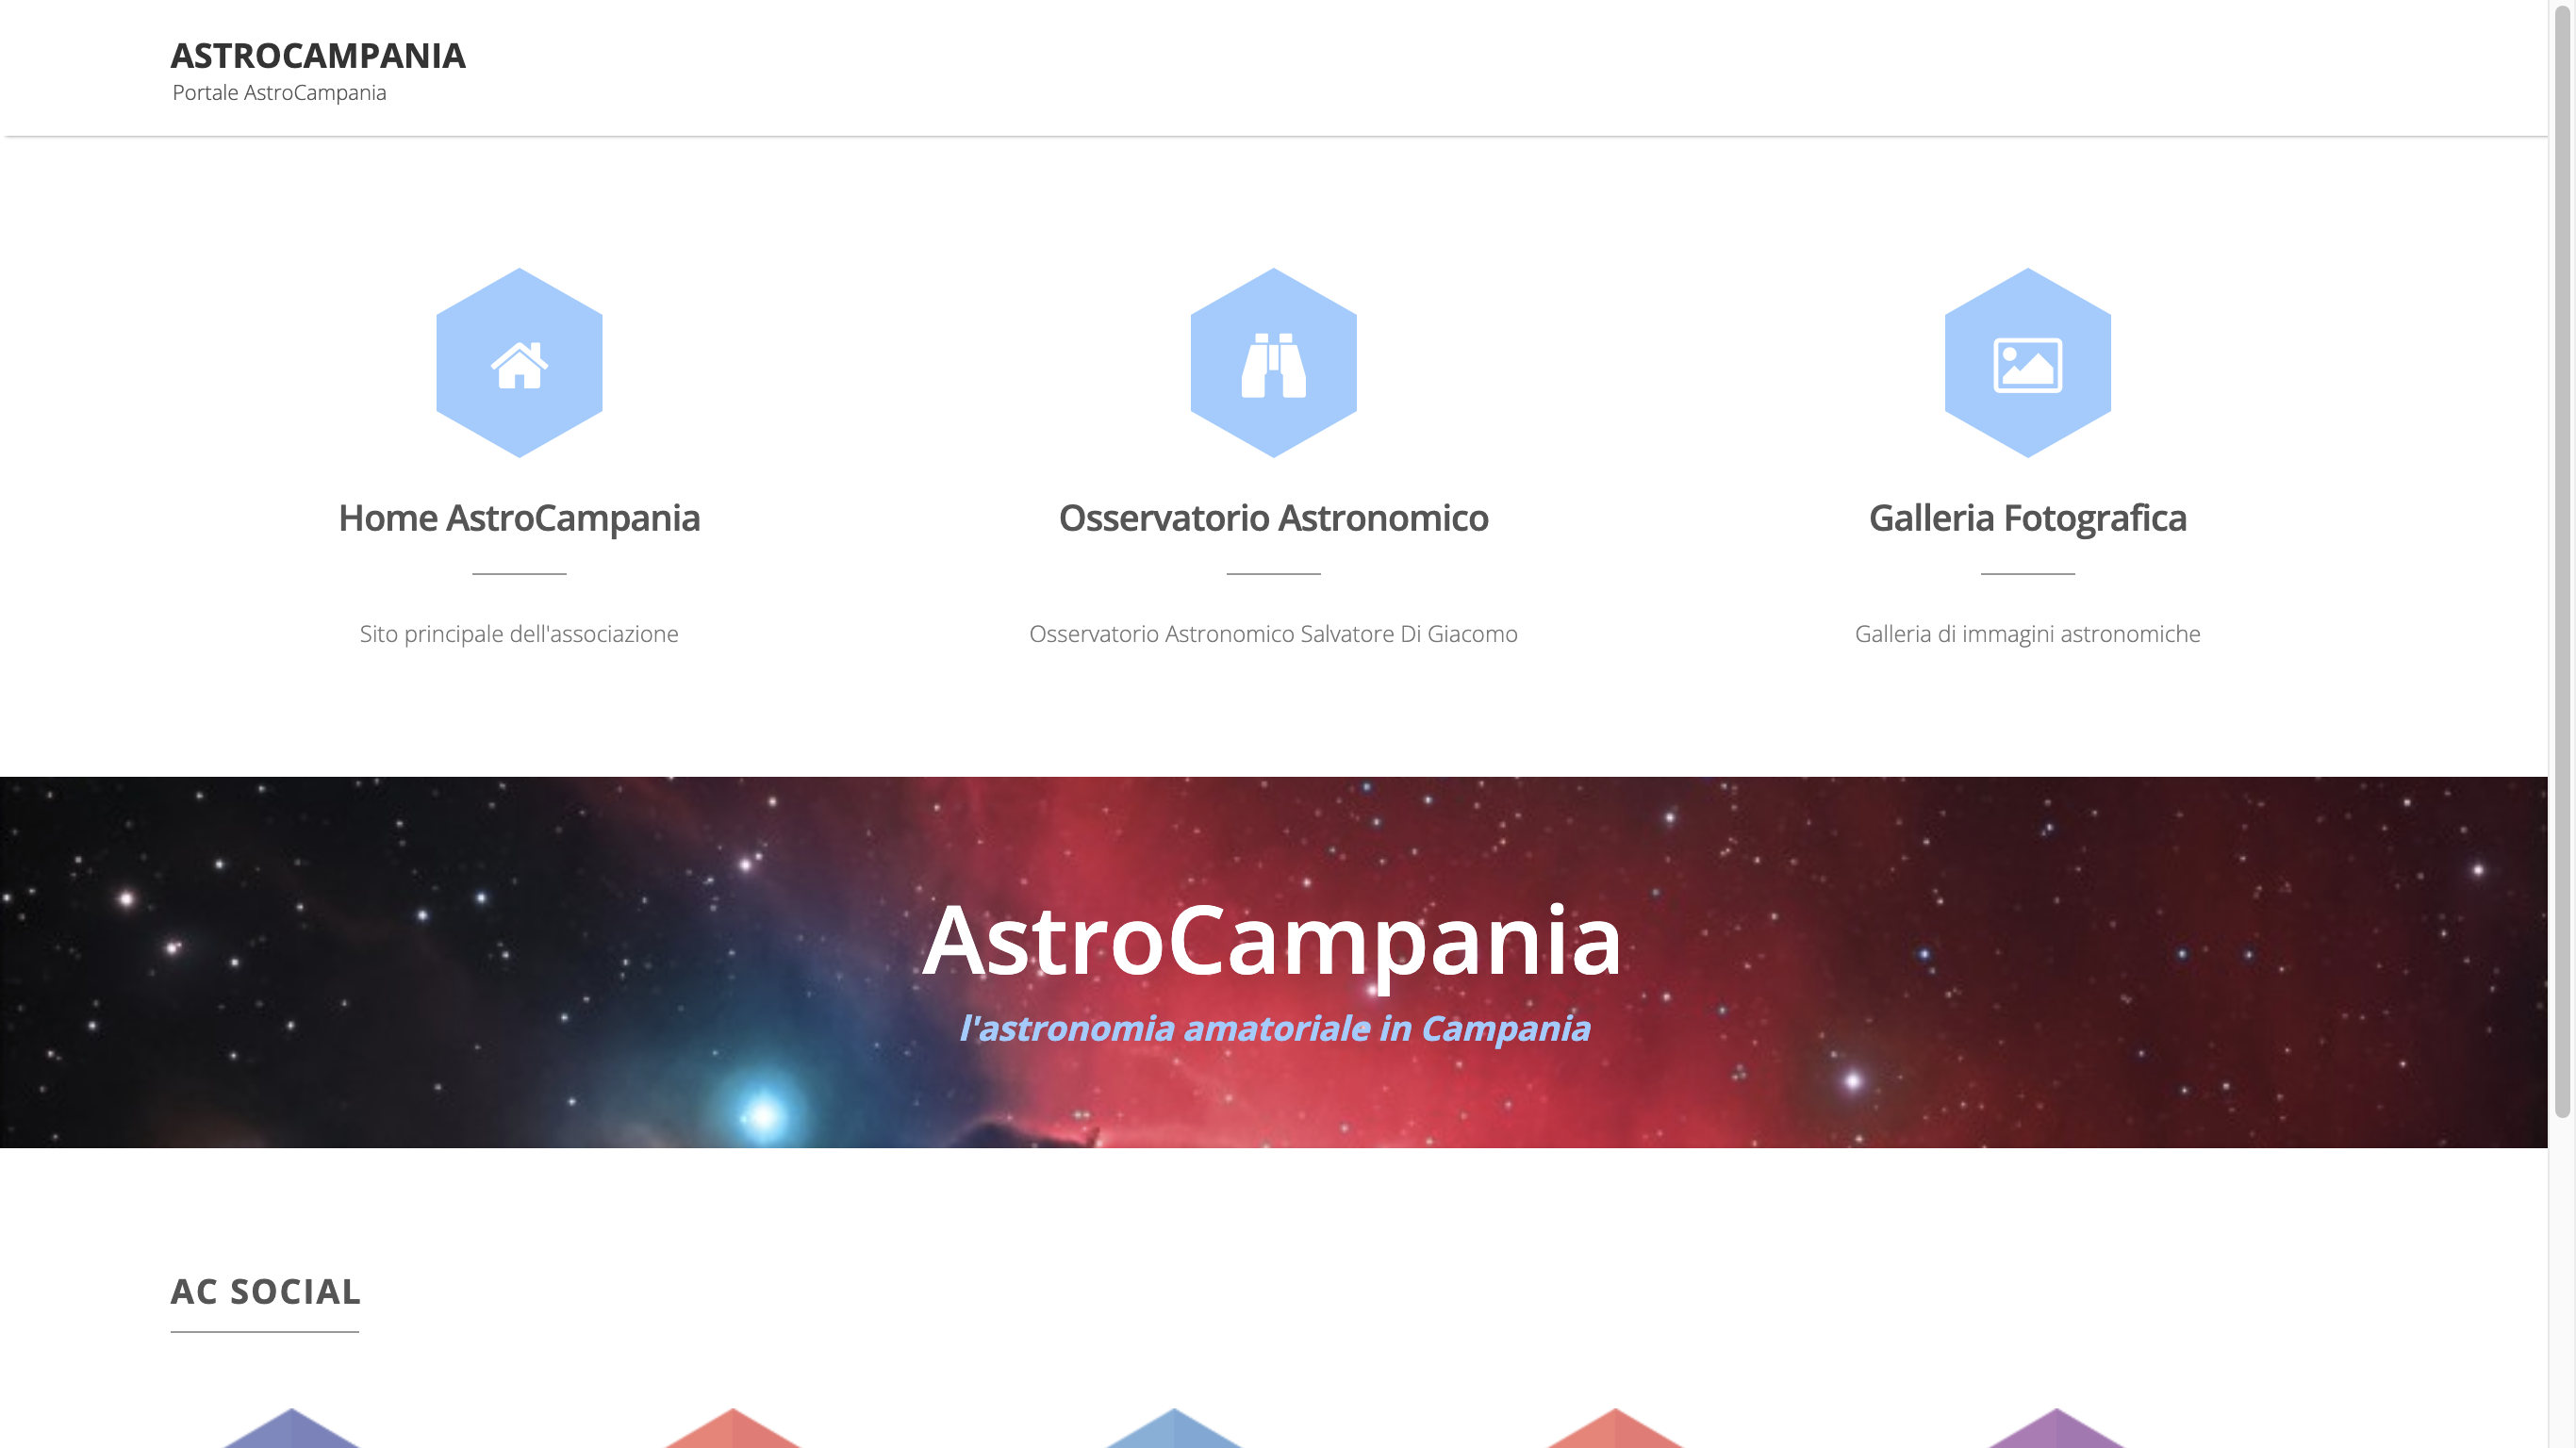 ASTROCAMPANIA
Portale AstroCampania
Home AstroCampania
Sito principale dell'associazione
Osservatorio Astronomico
Osservatorio Astronomico Salvatore Di Giacomo
Galleria Fotografica
Galleria di immagini astronomiche
AstroCampania
l'astronomia amatoriale in Campania
AC SOCIAL